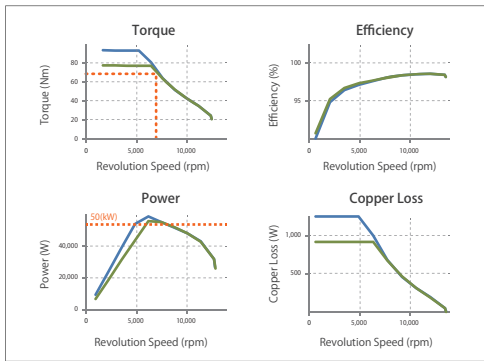 Torque
Torque (Nm)
80
60
40
20
0
0
5,000
10,000
Revolution Speed (rpm)
Efficiency
Efficiency (%)
100
95
0
5,000
10,000
Revolution Speed (rpm)
Power
50(kW)
Power (W)
40,000
20,000
0
0
5,000
10,000
Revolution Speed (rpm)
Copper Loss
Copper Loss (W)
1,000
500
0
5,000
10,000
Revolution Speed (rpm)